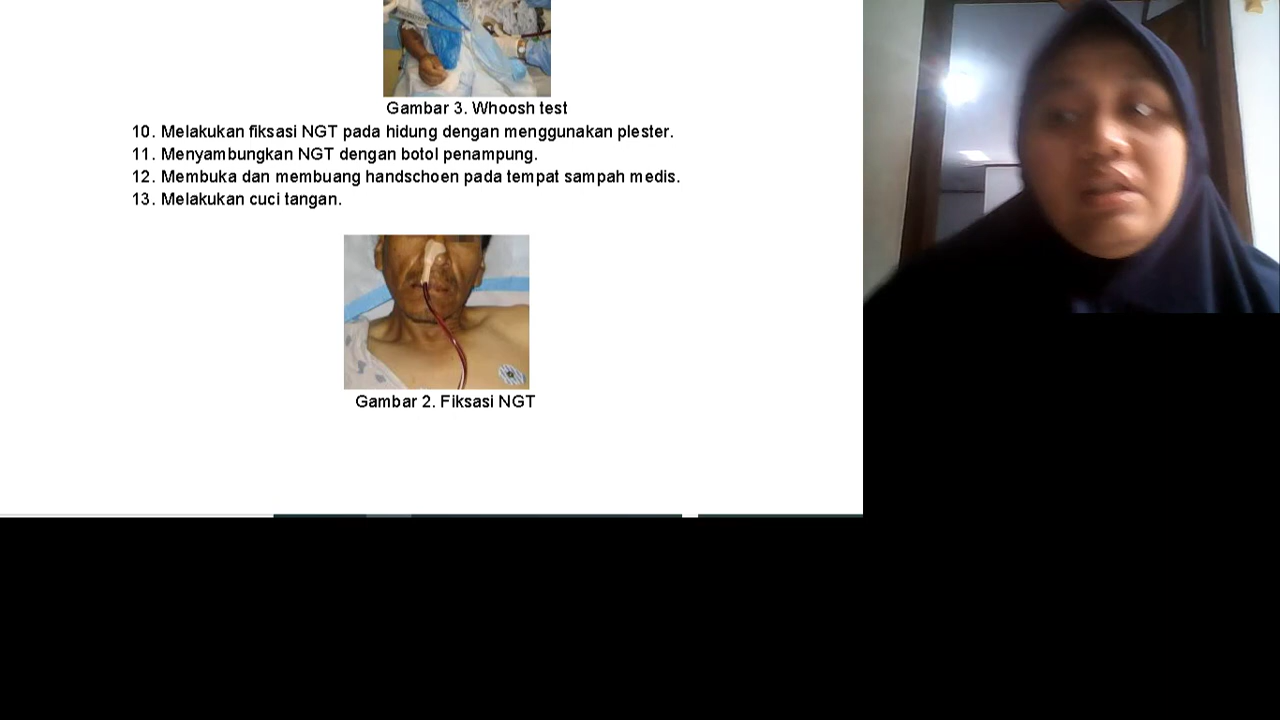 Gambar 3. Whoosh test
10. Melakukan fiksasi NGT pada hidung dengan menggunakan plester.
11. Menyambungkan NGT dengan botol penampung.
12. Membuka dan membuang handschoen pada tempat sampah medis.
13. Melakukan cuci tangan.
Gambar 2. Fiksasi NGT